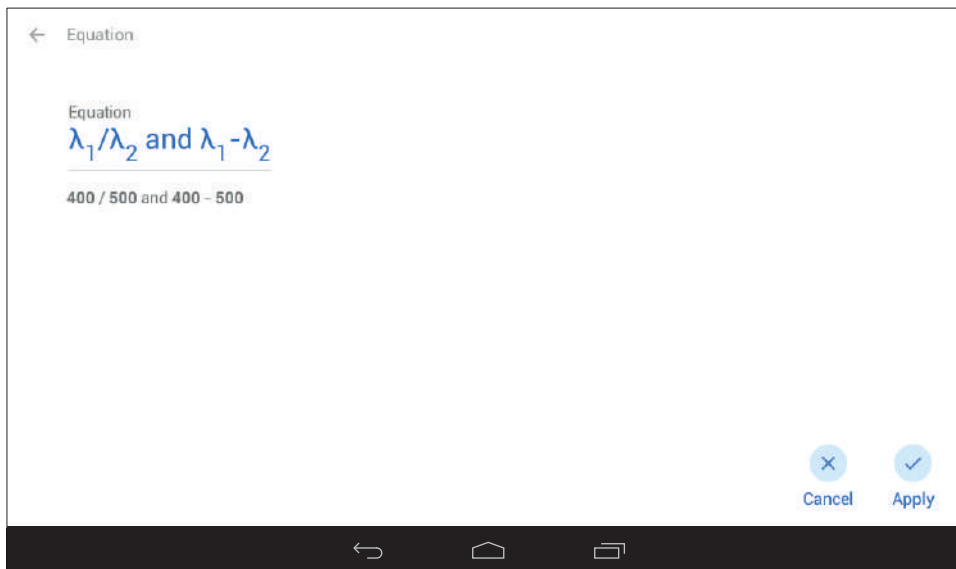 Equation
Equation
λ₁/λ₂ and λ₁-λ₂
400 / 500 and 400 – 500
Cancel Apply